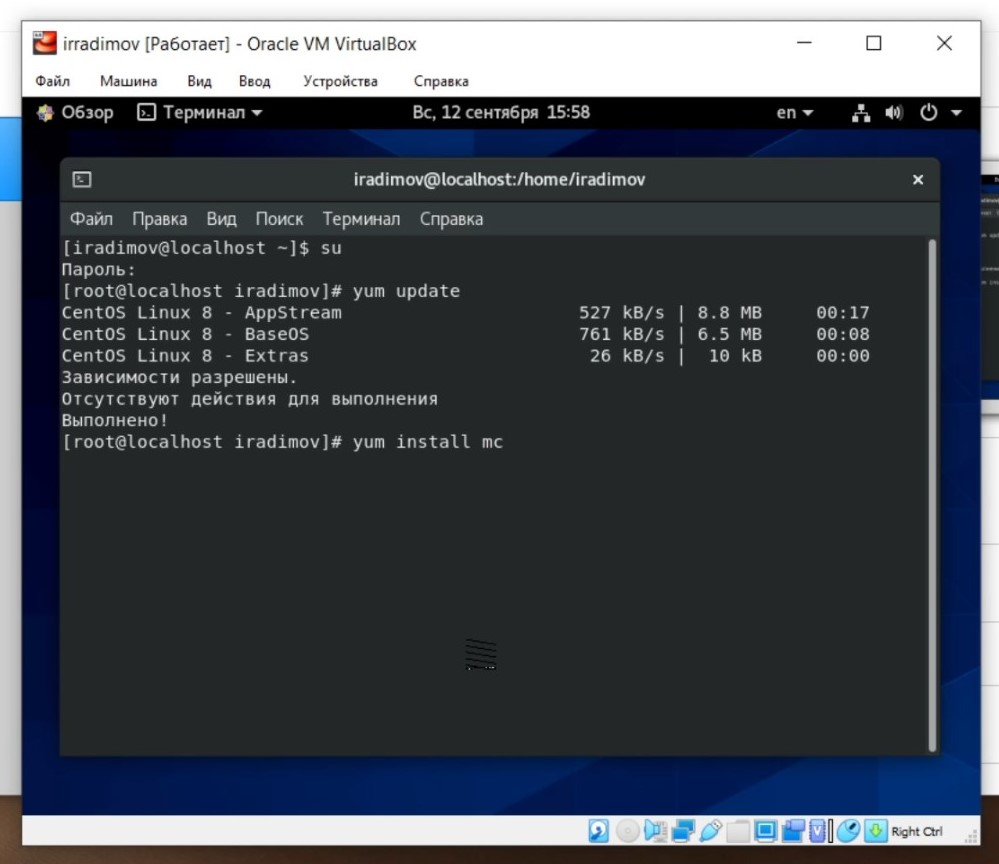 irradimov [Работает] - Oracle VM VirtualBox
Файл Машина Вид Ввод Устройства Справка
Обзор Терминал Вс, 12 сентября 15:58 en
iradimov@localhost:/home/iradimov
Файл Правка Вид Поиск Терминал Справка
[iradimov@localhost ~]$ su
Пароль:
[root@localhost iradimov]# yum update
CentOS Linux 8 - AppStream 527 kB/s | 8.8 MB 00:17
CentOS Linux 8 - BaseOS 761 kB/s | 6.5 MB 00:08
CentOS Linux 8 - Extras 26 kB/s | 10 kB 00:00
Зависимости разрешены.
Отсутствуют действия для выполнения
Выполнено!
[root@localhost iradimov]# yum install mc
Right Ctrl